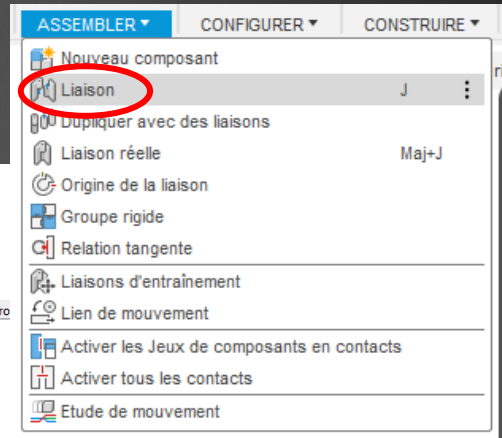 ASSEMBLER ▼ CONFIGURER ▼ CONSTRUIRE ▼
Nouveau composant
Liaison J
Dupliquer avec des liaisons
Liaison réelle Maj+J
Origine de la liaison
Groupe rigide
Relation tangente
Liaisons d'entraînement
Lien de mouvement
Activer les Jeux de composants en contacts
Activer tous les contacts
Etude de mouvement